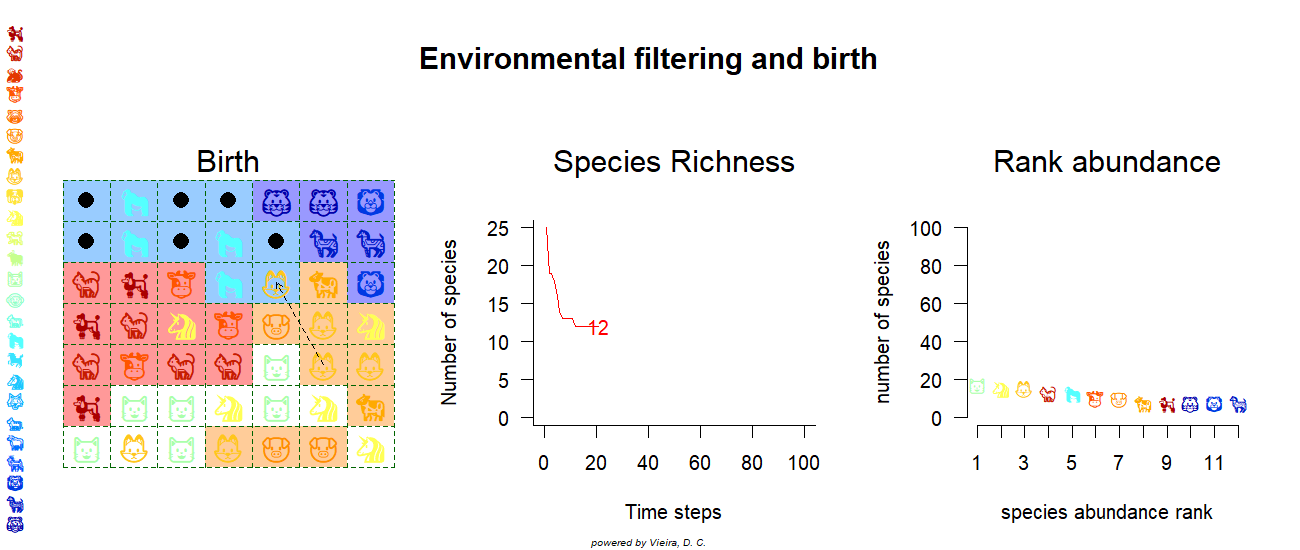 Environmental filtering and birth
Birth
Species Richness
Rank abundance
Number of species
25
20
15
10
5
0
12
0 20 40 60 80 100
Time steps
number of species
100
80
60
40
20
0
1 3 5 7 9 11
species abundance rank
powered by Vieira, D. C.